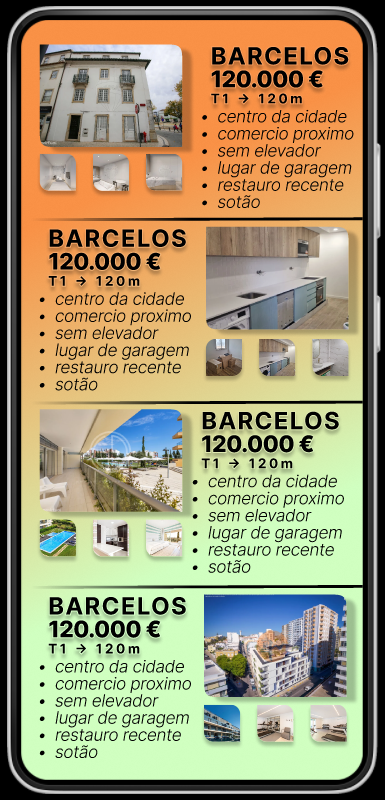 BARCELOS
120.000 €
T1 → 120m
• centro da cidade
• comercio proximo
• sem elevador
• lugar de garagem
• restauro recente
• sotão
BARCELOS
120.000 €
T1 → 120m
• centro da cidade
• comercio proximo
• sem elevador
• lugar de garagem
• restauro recente
• sotão
BARCELOS
120.000 €
T1 → 120m
• centro da cidade
• comercio proximo
• sem elevador
• lugar de garagem
• restauro recente
• sotão
BARCELOS
120.000 €
T1 → 120m
• centro da cidade
• comercio proximo
• sem elevador
• lugar de garagem
• restauro recente
• sotão